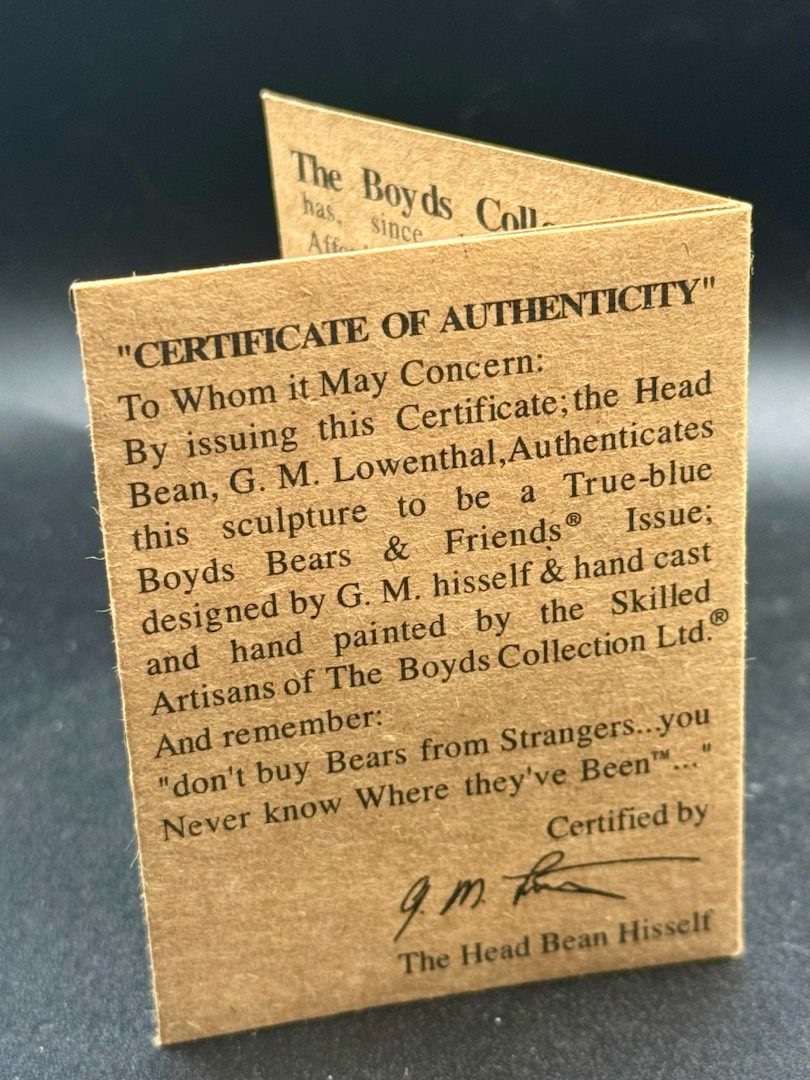 The Boyds Coll
has, since
"CERTIFICATE OF AUTHENTICITY"
To Whom it May Concern:
By issuing this Certificate;the Head
Bean, G. M. Lowenthal,Authenticates
this sculpture to be a True-blue
Boyds Bears & Friends® Issue;
designed by G. M. hisself & hand cast
and hand painted by the Skilled
Artisans of The Boyds Collection Ltd.®
And remember:
"don't buy Bears from Strangers...you
Never know Where they've Been™..."
Certified by
G. M.
The Head Bean Hisself